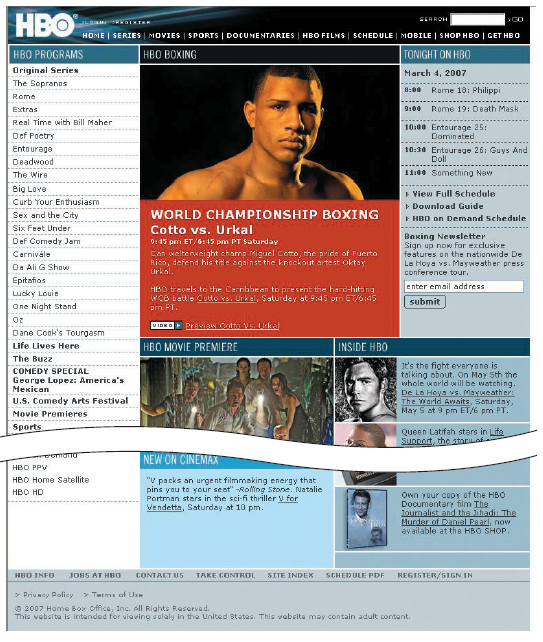 HBO
SEARCH
>GO
HOME | SERIES | MOVIES | SPORTS | DOCUMENTARIES | HBO FILMS | SCHEDULE | MOBILE | SHOP HBO | GET HBO
HBO PROGRAMS
Original Series
The Sopranos
Rome
Extras
Real Time with Bill Maher
Def Poetry
Entourage
Deadwood
The Wire
Big Love
Curb Your Enthusiasm
Sex and the City
Six Feet Under
Def Comedy Jam
Carnivàle
Da Ali G Show
Epitafios
Lucky Louie
One Night Stand
Oz
Dane Cook's Tourgasm
Life Lives Here
The Buzz
COMEDY SPECIAL
George Lopez: America's
Mexican
U.S. Comedy Arts Festival
Movie Premieres
Sports
HBO PPV
HBO Home Satellite
HBO HD
HBO BOXING
WORLD CHAMPIONSHIP BOXING
Cotto vs. Urkal
9:45 pm ET/6:45 pm PT Saturday
Can welterweight champ Miguel Cotto, the pride of Puerto
Rico, defend his title against the knockout artest Oktay
Urkal.
HBO travels to the Carribean to present the hard-hitting
WCB battle Cotto vs. Urkal, Saturday at 9:45 pm ET/6:45
pm PT.
VIDEO Preview Cotto Vs. Urkal
TONIGHT ON HBO
March 4, 2007
8:00 Rome 18: Philippi
9:00 Rome 19: Death Mask
10:00 Entourage 25:
Dominated
10:30 Entourage 26: Guys And
Doll
11:00 Something New
View Full Schedule
Download Guide
HBO on Demand Schedule
Boxing Newsletter
Sign up now for exclusive
features on the nationwide De
La Hoya vs. Mayweather press
conference tour.
enter email address
submit
HBO MOVIE PREMIERE
INSIDE HBO
It's the fight everyone is
talking about. On May 5th the
whole world will be watching.
De La Hoya vs. Mayweather:
The World Awaits, Saturday,
May 5 at 9 pm ET/6 pm PT.
Queen Latifah stars in Life
Support, the story of
NEW ON CINEMAX
"V packs an urgent filmmaking energy that
pins you to your seat" -Rolling Stone. Natalie
Portman stars in the sci-fi thriller V for
Vendetta, Saturday at 10 pm.
Own your copy of the HBO
Documentary film The
Journalist and the Jihadi: The
Murder of Daniel Pearl, now
available at the HBO SHOP.
HBO INFO JOBS AT HBO CONTACT US TAKE CONTROL SITE INDEX SCHEDULE PDF REGISTER/SIGN IN
> Privacy Policy > Terms of Use
© 2007 Home Box Office, Inc. All Rights Reserved.
This website is intended for viewing solely in the United States. This website may contain adult content.